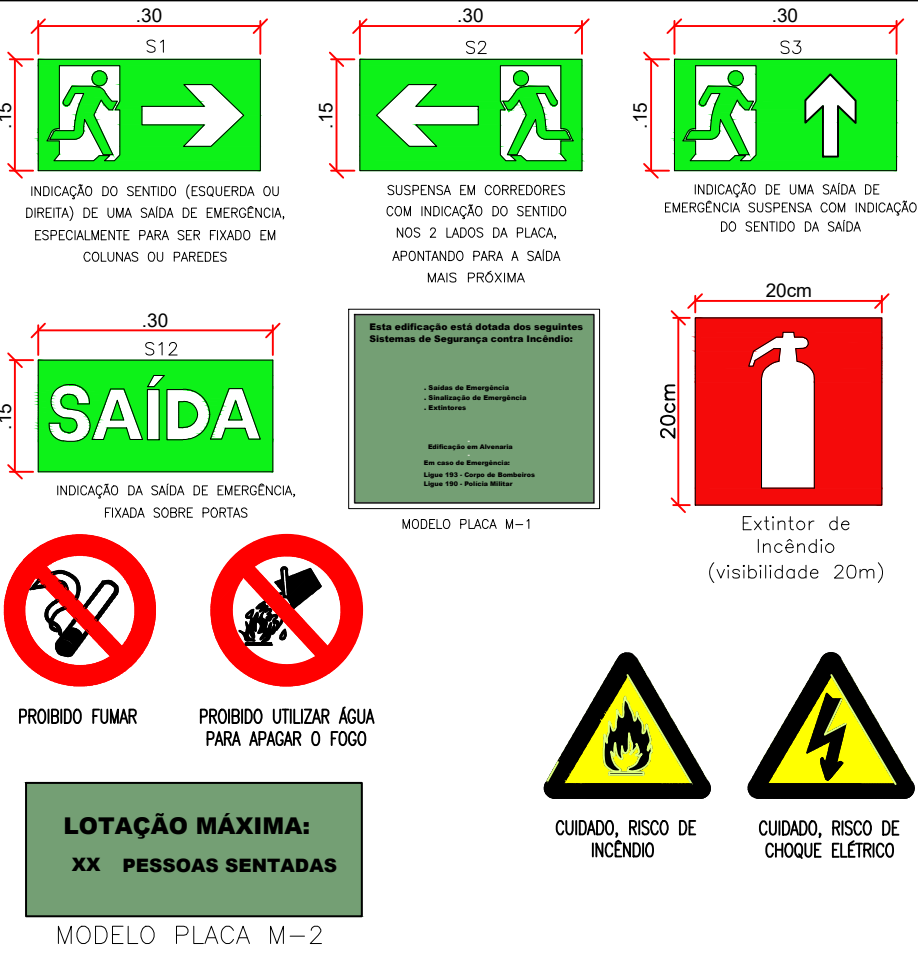 .30
S1
.15
INDICAÇÃO DO SENTIDO (ESQUERDA OU
DIREITA) DE UMA SAÍDA DE EMERGÊNCIA,
ESPECIALMENTE PARA SER FIXADO EM
COLUNAS OU PAREDES
.30
S2
.15
SUSPENSA EM CORREDORES
COM INDICAÇÃO DO SENTIDO
NOS 2 LADOS DA PLACA,
APONTANDO PARA A SAÍDA
MAIS PRÓXIMA
.30
S3
.15
INDICAÇÃO DE UMA SAÍDA DE
EMERGÊNCIA SUSPENSA COM INDICAÇÃO
DO SENTIDO DA SAÍDA
.30
S12
.15
SAÍDA
INDICAÇÃO DA SAÍDA DE EMERGÊNCIA,
FIXADA SOBRE PORTAS
Esta edificação está dotada dos seguintes
Sistemas de Segurança contra Incêndio:
. Saídas de Emergência
. Sinalização de Emergência
. Extintores
Edificação em Alvenaria
Em caso de Emergência:
Ligue 193 - Corpo de Bombeiros
Ligue 190 - Polícia Militar
MODELO PLACA M-1
20cm
20cm
Extintor de
Incêndio
(visibilidade 20m)
PROIBIDO FUMAR
PROIBIDO UTILIZAR ÁGUA
PARA APAGAR O FOGO
CUIDADO, RISCO DE
INCÊNDIO
CUIDADO, RISCO DE
CHOQUE ELÉTRICO
LOTAÇÃO MÁXIMA:
XX PESSOAS SENTADAS
MODELO PLACA M-2